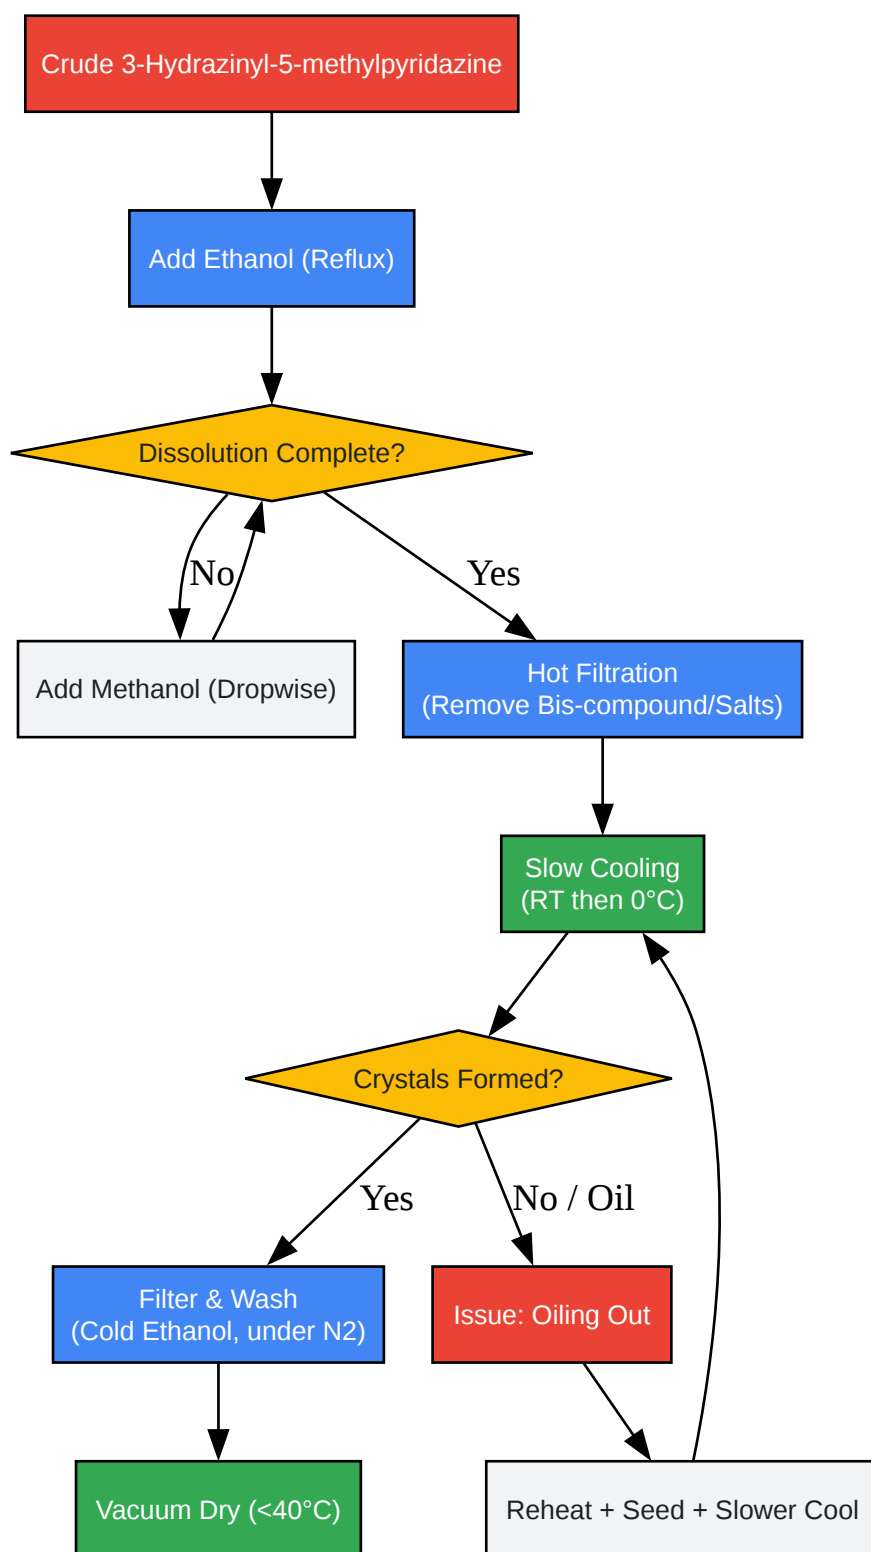 Crude 3-Hydrazinyl-5-methylpyridazine
Add Ethanol (Reflux)
Dissolution Complete?
No
Yes
Add Methanol (Dropwise)
Hot Filtration
(Remove Bis-compound/Salts)
Slow Cooling
(RT then 0°C)
Crystals Formed?
Yes
No / Oil
Filter & Wash
(Cold Ethanol, under N2)
Issue: Oiling Out
Vacuum Dry (<40°C)
Reheat + Seed + Slower Cool